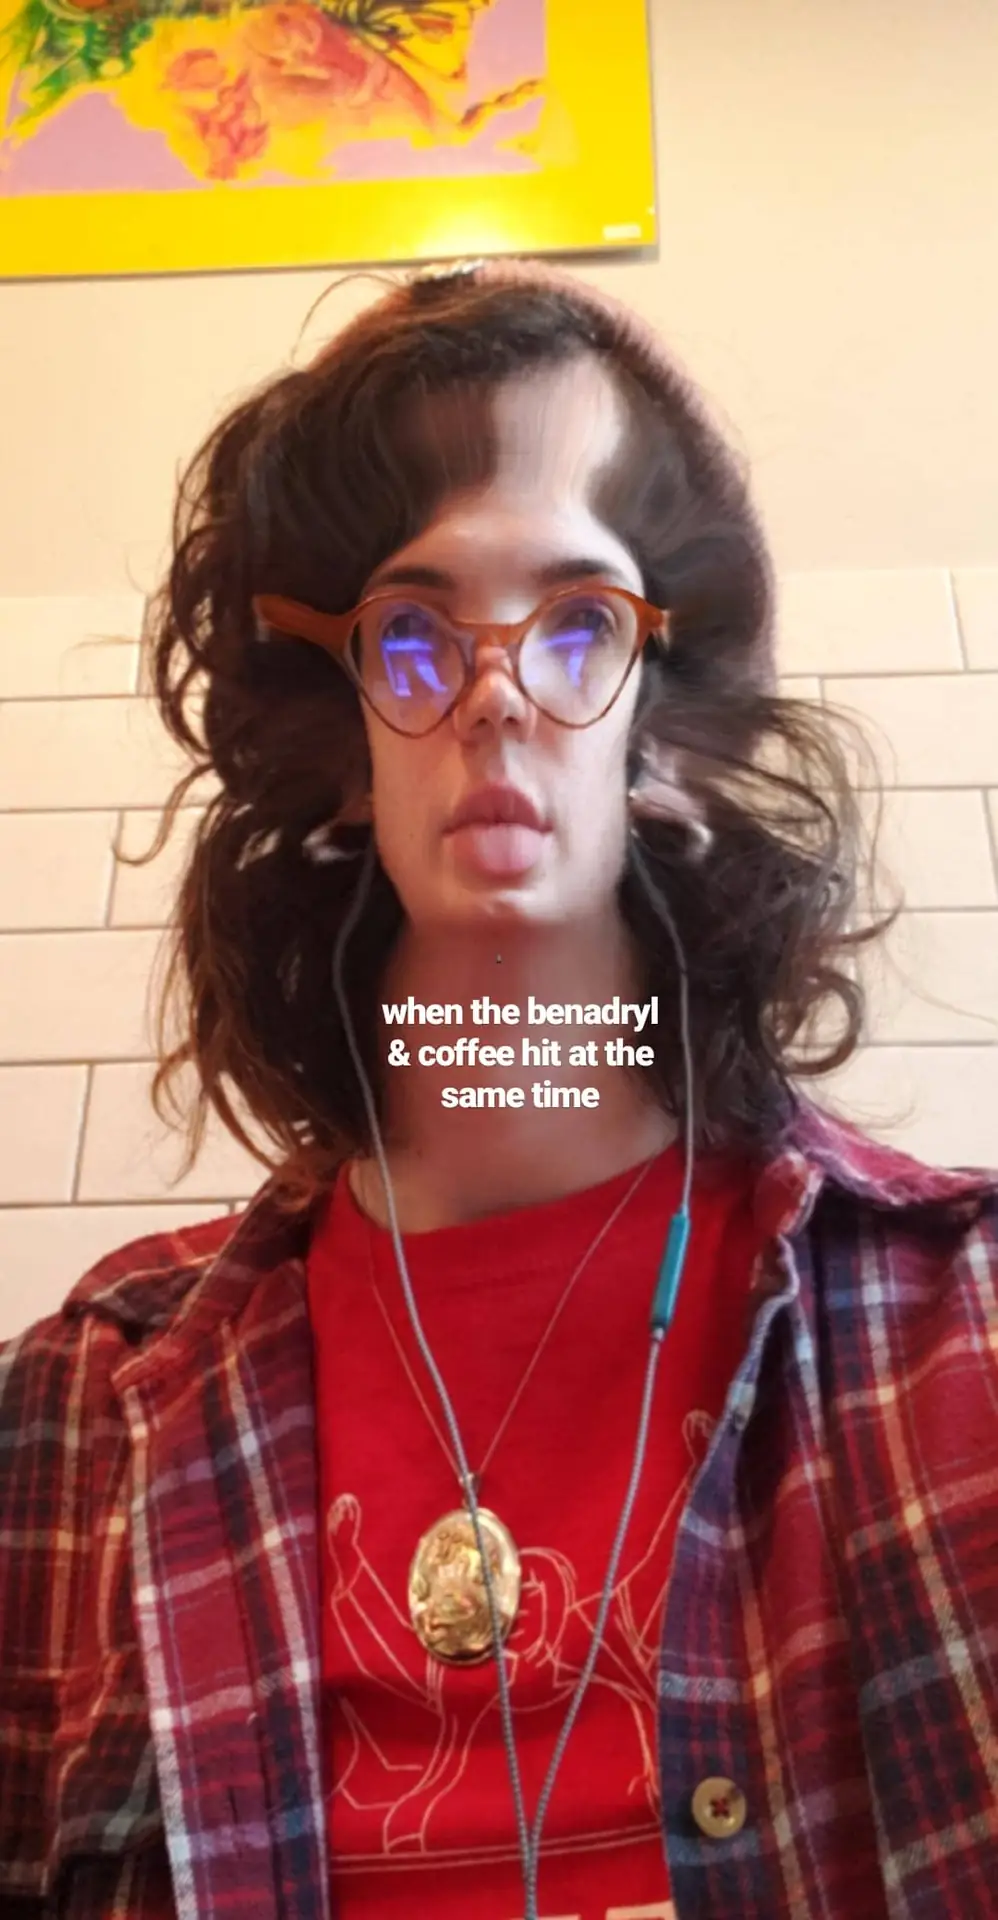 when the benadryl
& coffee hit at the
same time